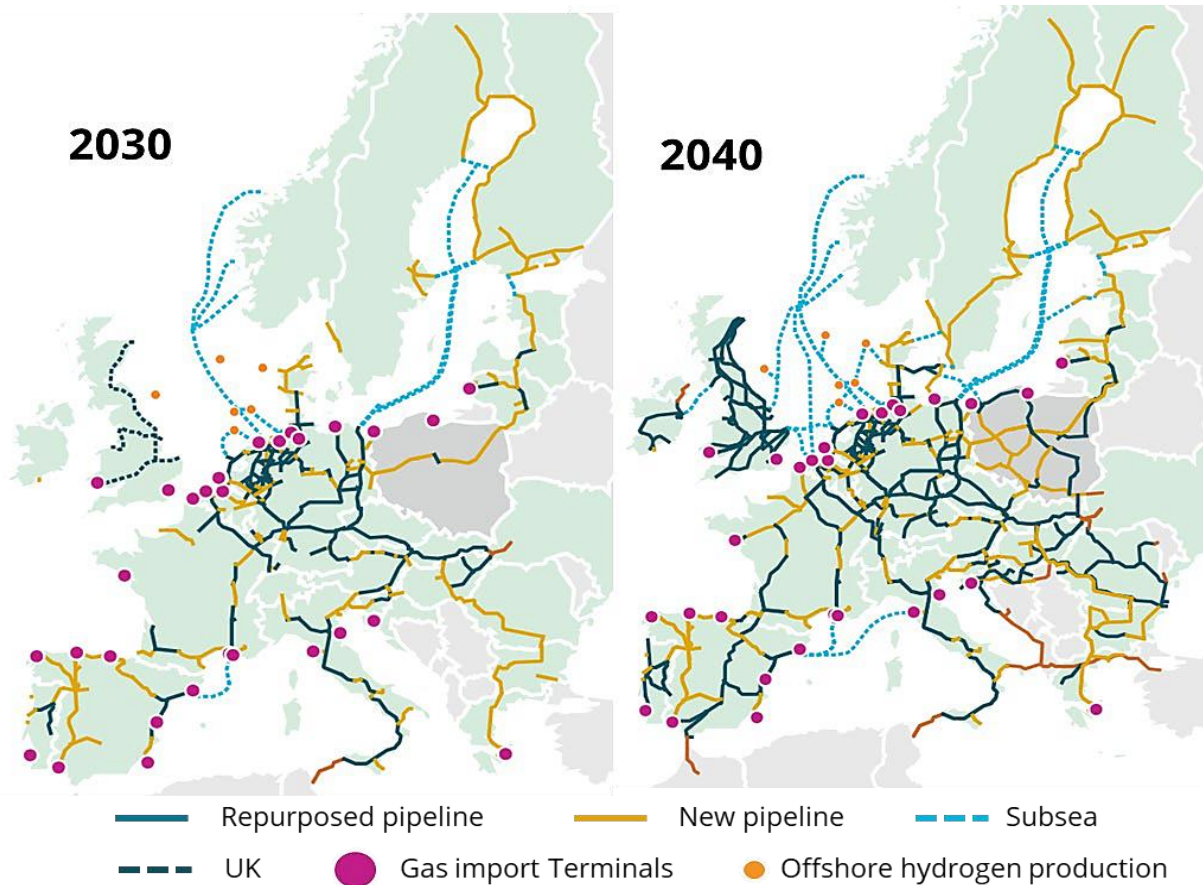 2030
2040
Repurposed pipeline New pipeline Subsea
UK Gas import Terminals Offshore hydrogen production